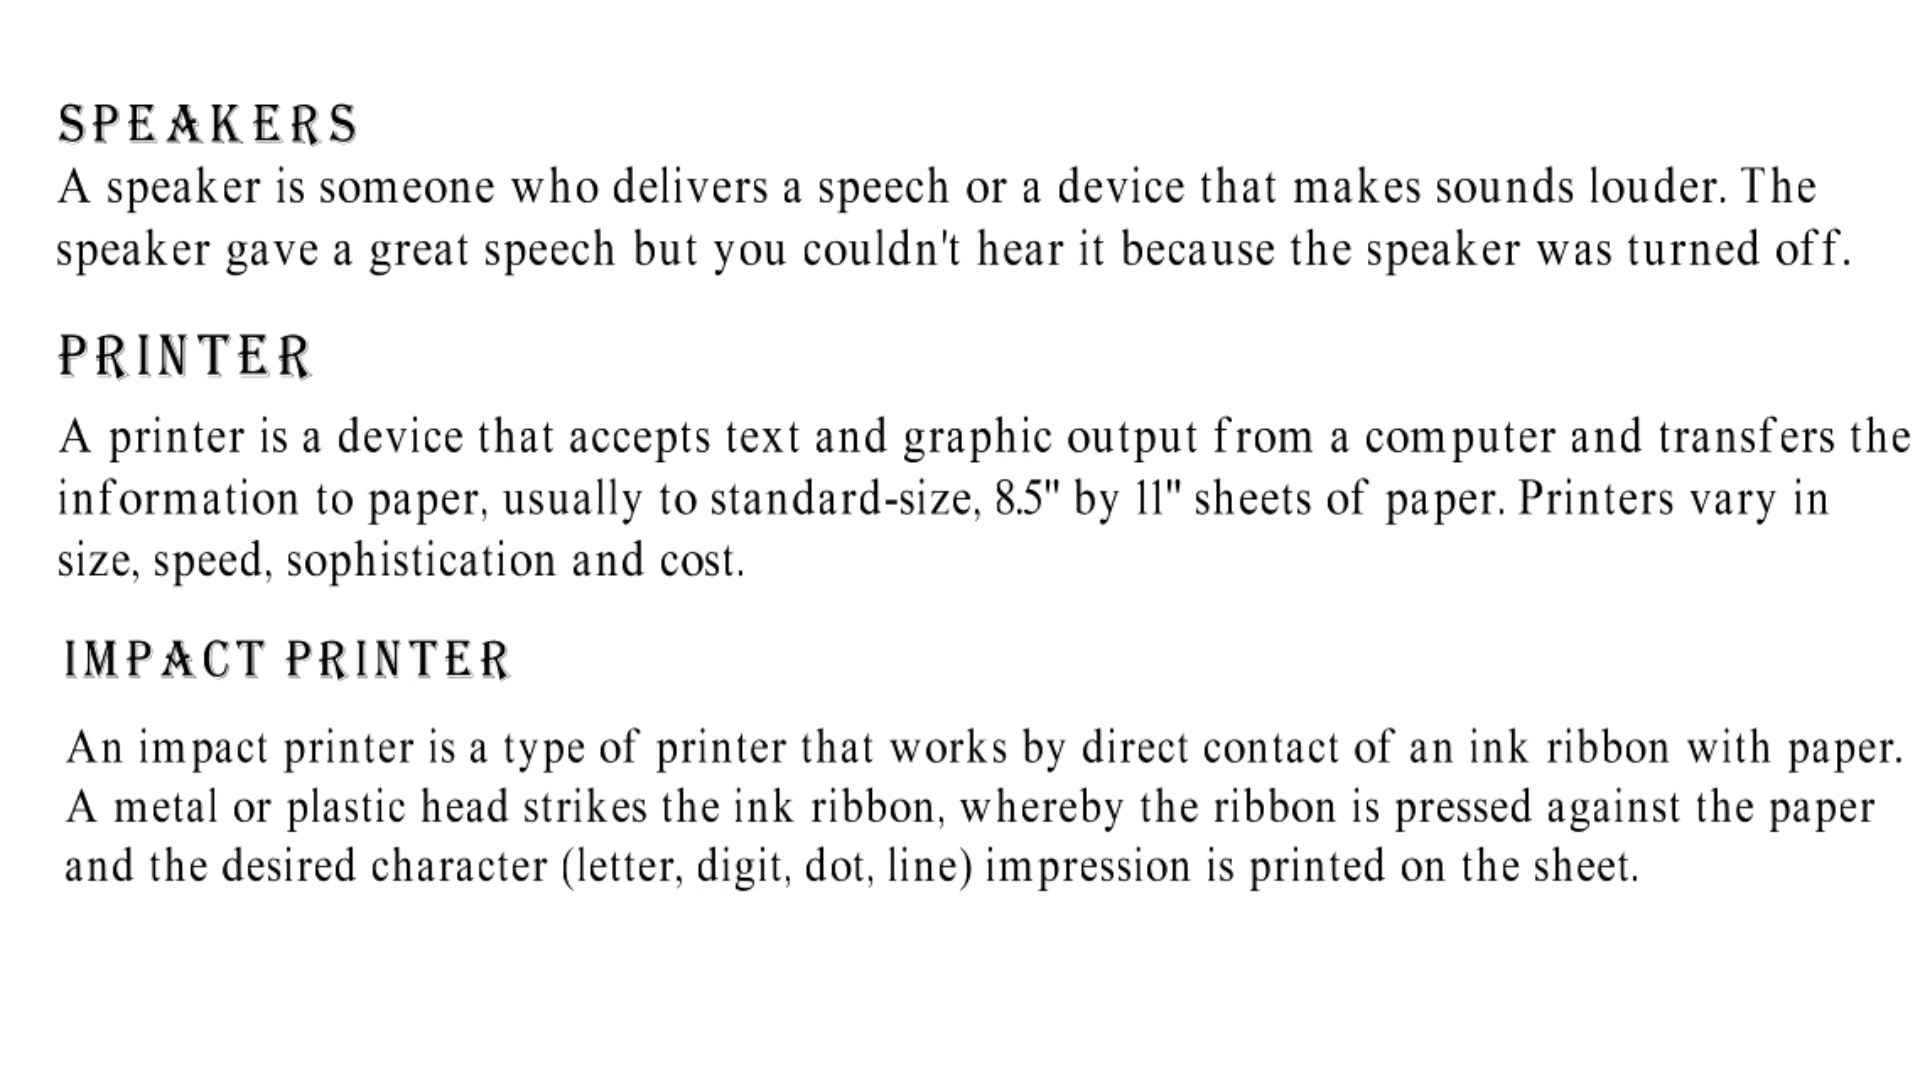 SPEAKERS
A speaker is someone who delivers a speech or a device that makes sounds louder. The
speaker gave a great speech but you couldn't hear it because the speaker was turned off.
PRINTER
A printer is a device that accepts text and graphic output from a computer and transfers the
information to paper, usually to standard-size, 8.5" by 11" sheets of paper. Printers vary in
size, speed, sophistication and cost.
IMPACT PRINTER
An impact printer is a type of printer that works by direct contact of an ink ribbon with paper.
A metal or plastic head strikes the ink ribbon, whereby the ribbon is pressed against the paper
and the desired character (letter, digit, dot, line) impression is printed on the sheet.